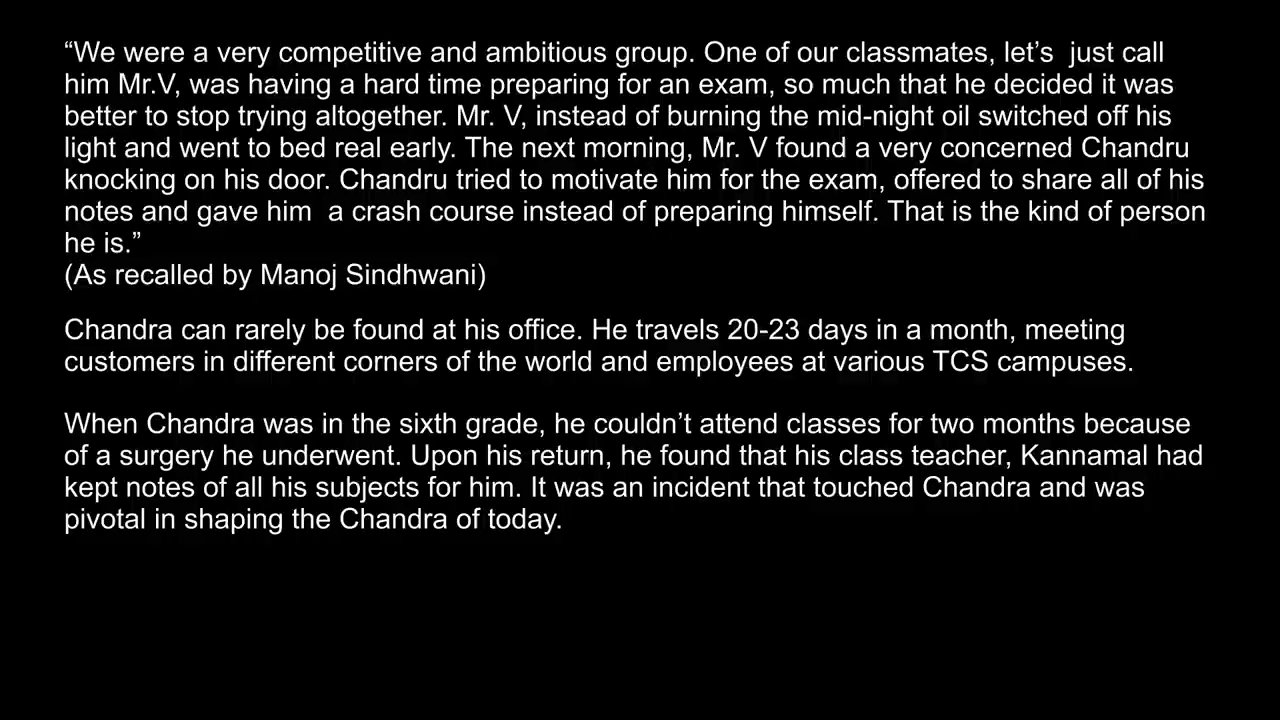 “We were a very competitive and ambitious group. One of our classmates, let’s  just call
him Mr.V, was having a hard time preparing for an exam, so much that he decided it was
better to stop trying altogether. Mr. V, instead of burning the mid-night oil switched off his
light and went to bed real early. The next morning, Mr. V found a very concerned Chandru
knocking on his door. Chandru tried to motivate him for the exam, offered to share all of his
notes and gave him  a crash course instead of preparing himself. That is the kind of person
he is.”
(As recalled by Manoj Sindhwani)
Chandra can rarely be found at his office. He travels 20-23 days in a month, meeting
customers in different corners of the world and employees at various TCS campuses.
When Chandra was in the sixth grade, he couldn’t attend classes for two months because
of a surgery he underwent. Upon his return, he found that his class teacher, Kannamal had
kept notes of all his subjects for him. It was an incident that touched Chandra and was
pivotal in shaping the Chandra of today.